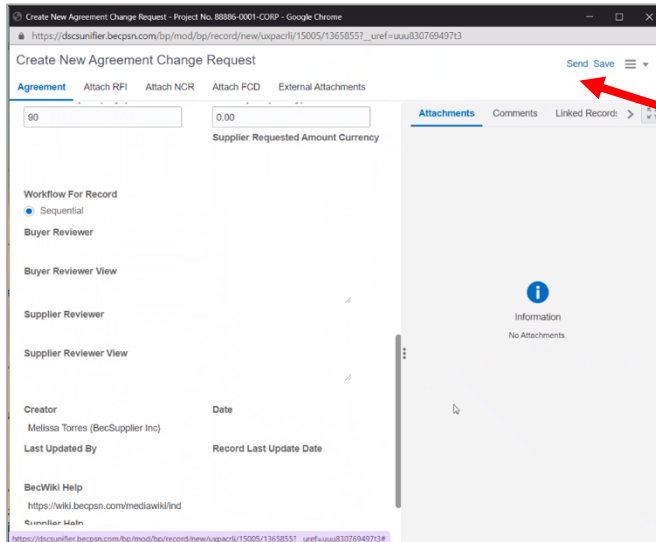 Create New Agreement Change Request - Project No. 88886-0001-CORP - Google Chrome
https://dscsunifier.becpsn.com/bp/mod/bp/record/new/uxpacrli/15005/1365855?_uref=uuu830769497t3
Create New Agreement Change Request
Send Save
Agreement Attach RFI Attach NCR Attach FCD External Attachments
Attachments Comments Linked Records
90 0.00
Supplier Requested Amount Currency
Workflow For Record
Sequential
Buyer Reviewer
Buyer Reviewer View
Information
Supplier Reviewer
No Attachments.
Supplier Reviewer View
Creator Date
Melissa Torres (BecSupplier Inc)
Last Updated By Record Last Update Date
BecWiki Help
https://wiki.becpsn.com/mediawiki/ind
Supplier Help
https://dscsunifier.becpsn.com/bp/mod/bp/record/new/uxpacrli/15005/1365855?_uref=uuu830769497t3#